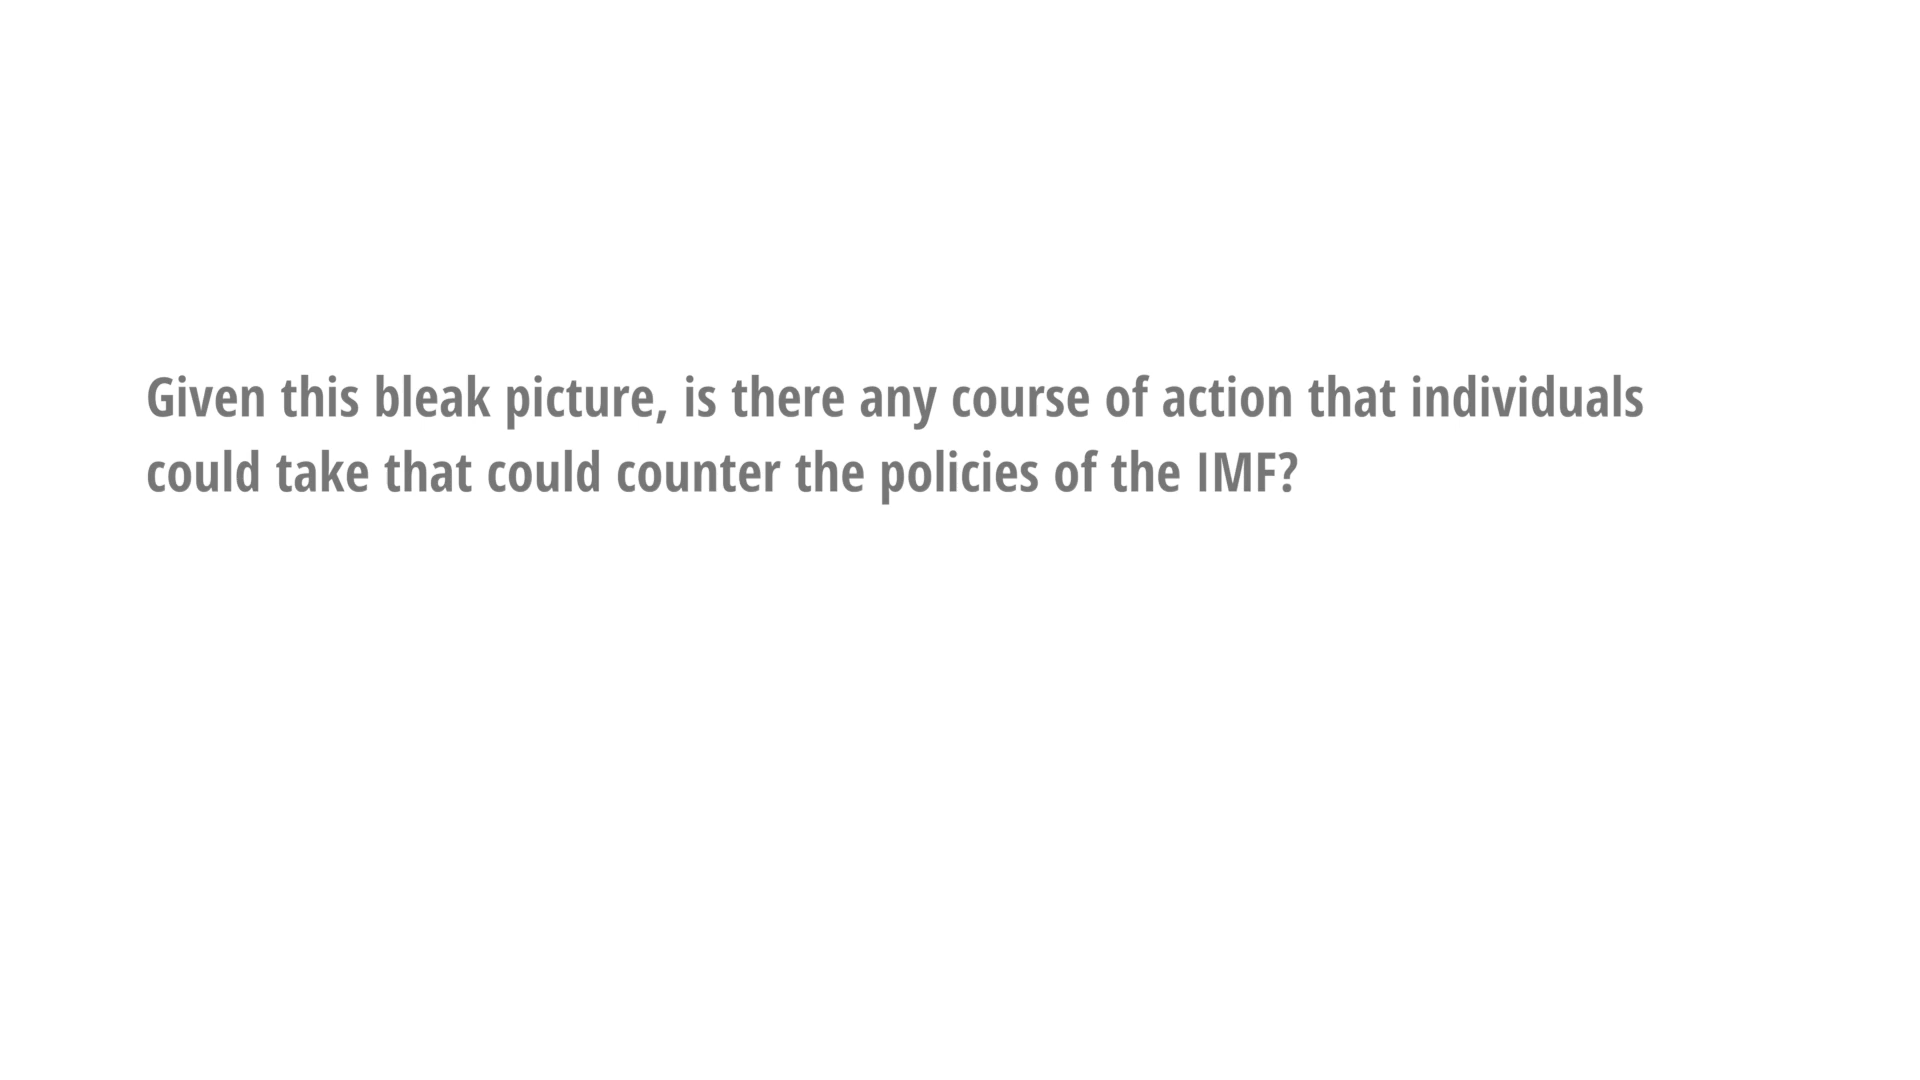 Given this bleak picture, is there any course of action that individuals
could take that could counter the policies of the IMF?